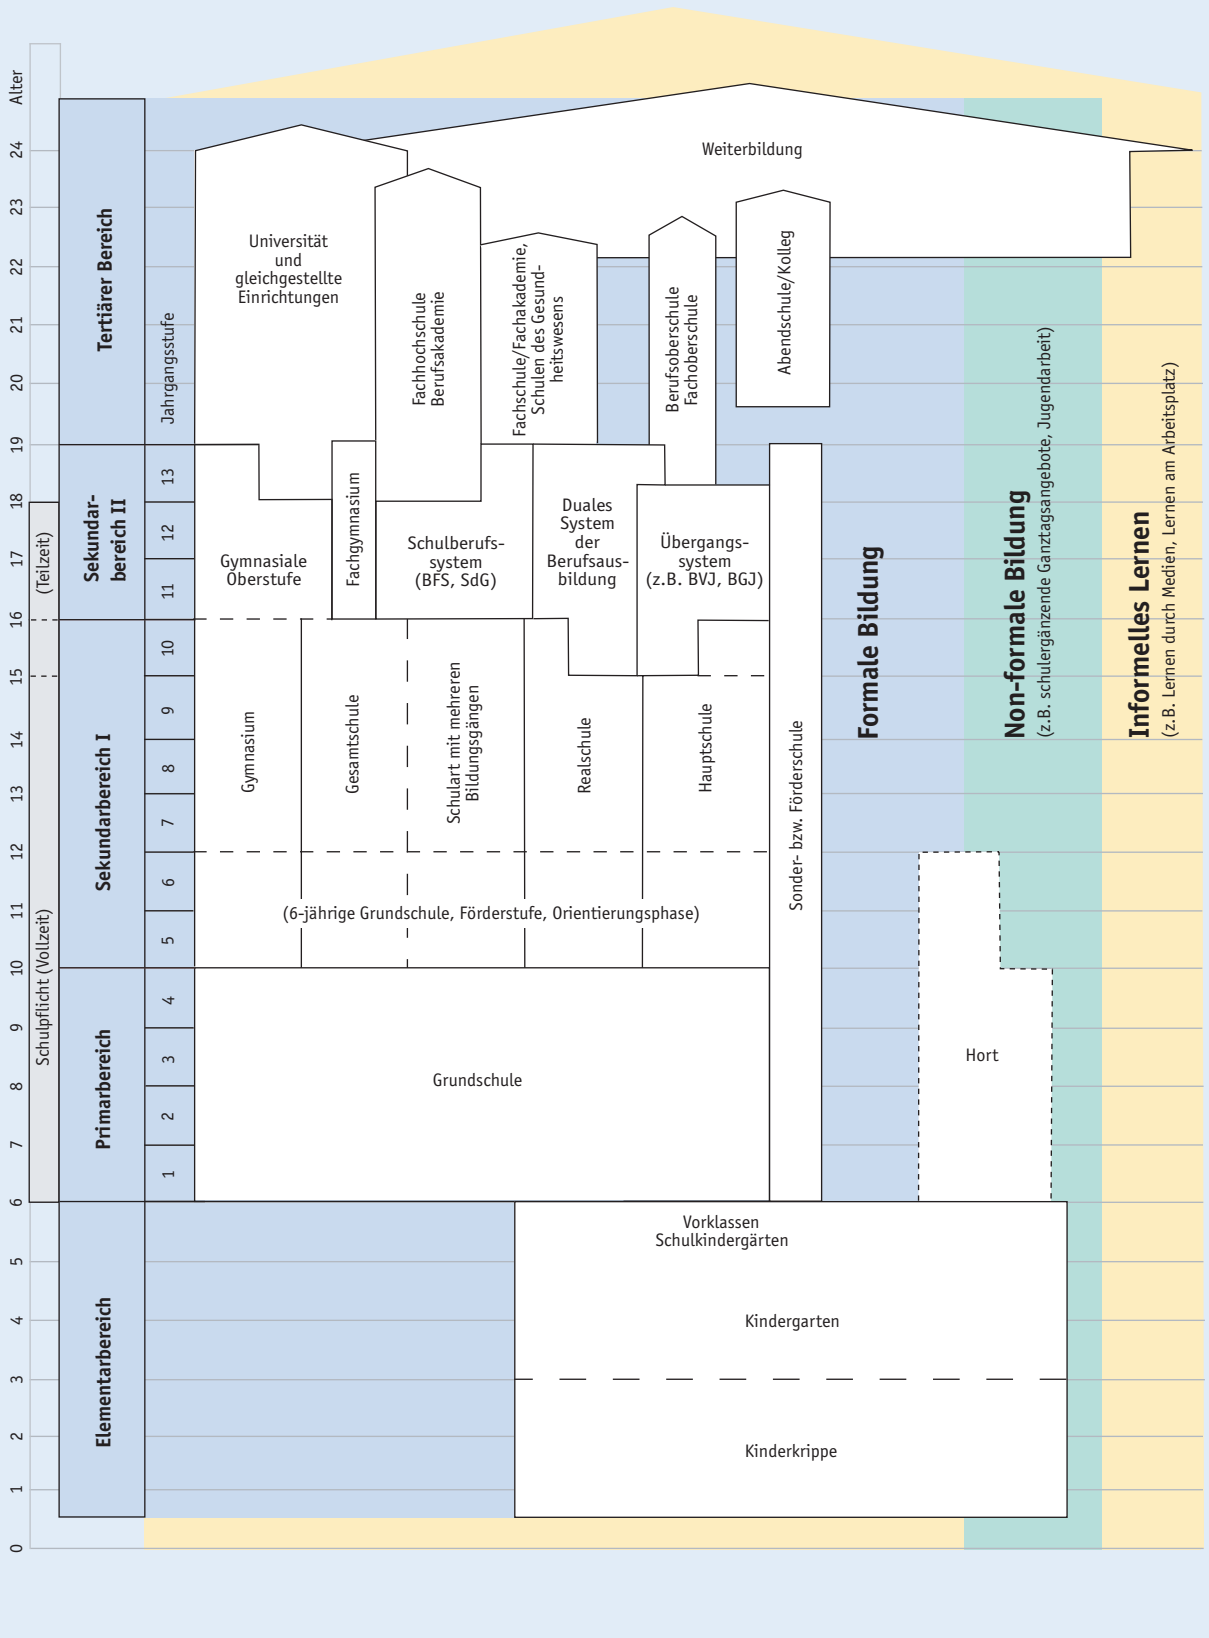 Alter
24
23
22
21
20
19
18
17
16
15
14
13
12
11
10
9
8
7
6
5
4
3
2
1
0
(Teilzeit)
Schulpflicht (Vollzeit)
Tertiärer Bereich
Sekundar-
bereich II
Sekundarbereich I
Primarbereich
Elementarbereich
Jahrgangsstufe
13
12
11
10
9
8
7
6
5
4
3
2
1
Weiterbildung
Universität
und
gleichgestellte
Einrichtungen
Fachhochschule
Berufsakademie
Fachschule/Fachakademie,
Schulen des Gesund-
heitswesens
Berufsoberschule
Fachoberschule
Abendschule/Kolleg
Gymnasiale
Oberstufe
Fachgymnasium
Schulberufs-
system
(BFS, SdG)
Duales
System
der
Berufsaus-
bildung
Übergangs-
system
(z.B. BVJ, BGJ)
Gymnasium
Gesamtschule
Schulart mit mehreren
Bildungsgängen
Realschule
Hauptschule
Sonder- bzw. Förderschule
(6-jährige Grundschule, Förderstufe, Orientierungsphase)
Grundschule
Hort
Vorklassen
Schulkindergärten
Kindergarten
Kinderkrippe
Formale Bildung
Non-formale Bildung
(z.B. schulergänzende Ganztagsangebote, Jugendarbeit)
Informelles Lernen
(z.B. Lernen durch Medien, Lernen am Arbeitsplatz)